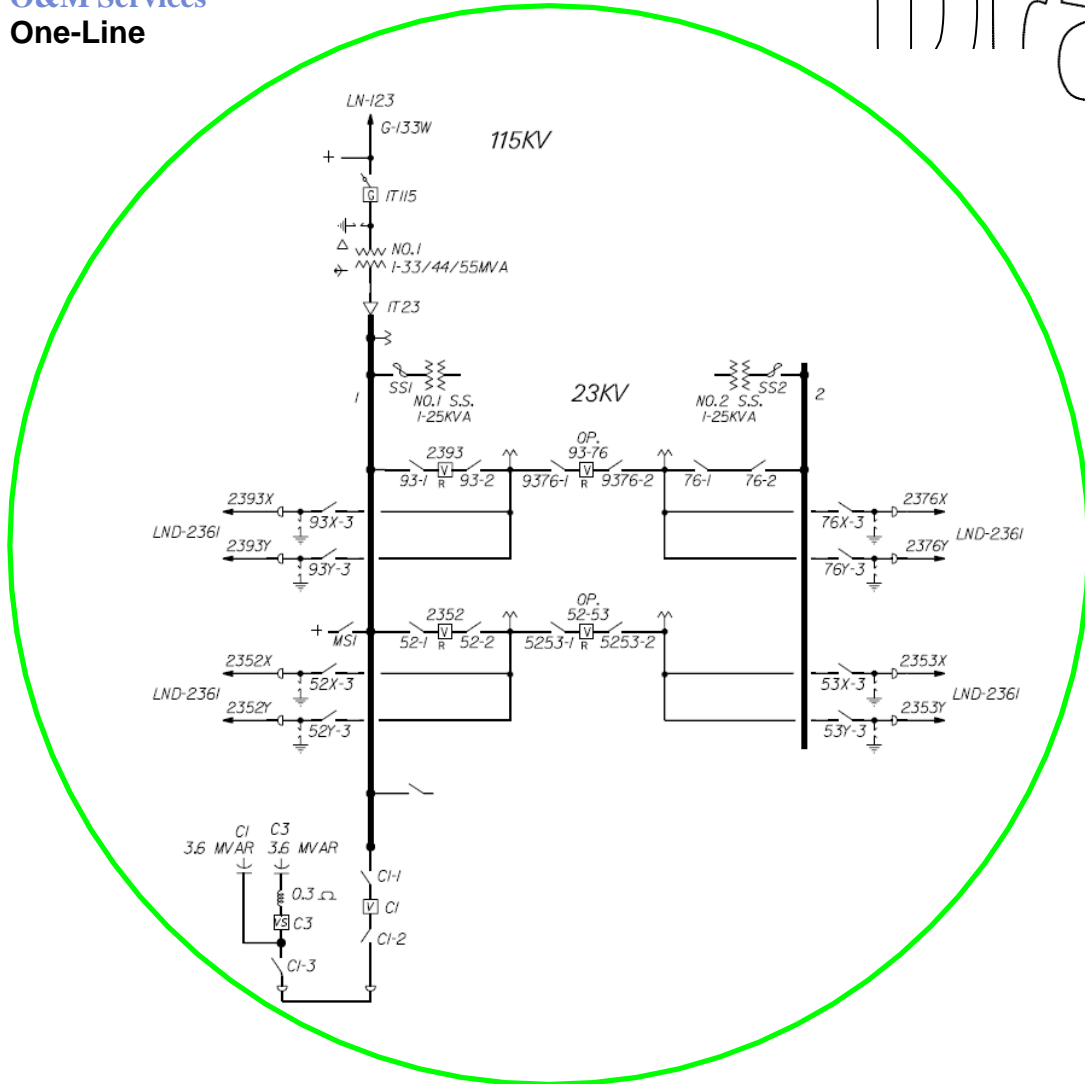 O&M Services
One-Line
LN-123
G-133W
115KV
G
1T115
NO.1
1-33/44/55MVA
1T23
1
SS1
NO.1 S.S.
1-25KVA
23KV
SS2
NO.2 S.S.
1-25KVA
2
2393
V
R
93-1
93-2
OP.
93-76
V
R
9376-1
9376-2
76-1
76-2
2393X
93X-3
LND-2361
2393Y
93Y-3
2376X
76X-3
LND-2361
2376Y
76Y-3
MS1
2352
V
R
52-1
52-2
OP.
52-53
V
R
5253-1
5253-2
2352X
52X-3
LND-2361
2352Y
52Y-3
2353X
53X-3
LND-2361
2353Y
53Y-3
C1
3.6 MVAR
C3
3.6 MVAR
0.3 Ω
VS
C3
C1-3
C1-1
V
C1
C1-2